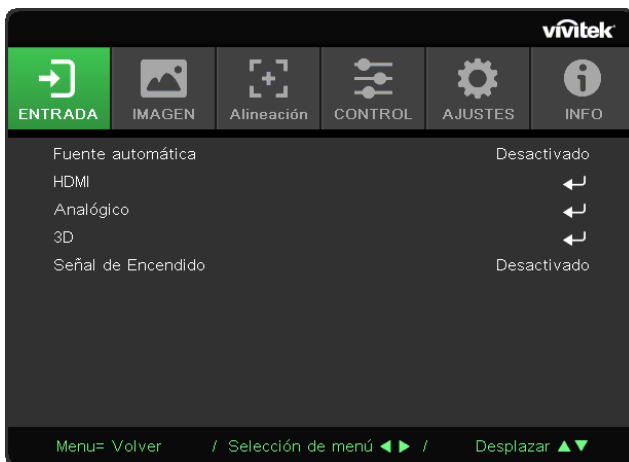 vivitek
ENTRADA IMAGEN Alineación CONTROL AJUSTES INFO
Fuente automática Desactivado
HDMI
Analógico
3D
Señal de Encendido Desactivado
Menu= Volver / Selección de menú ◀ ▶ / Desplazar ▲▼